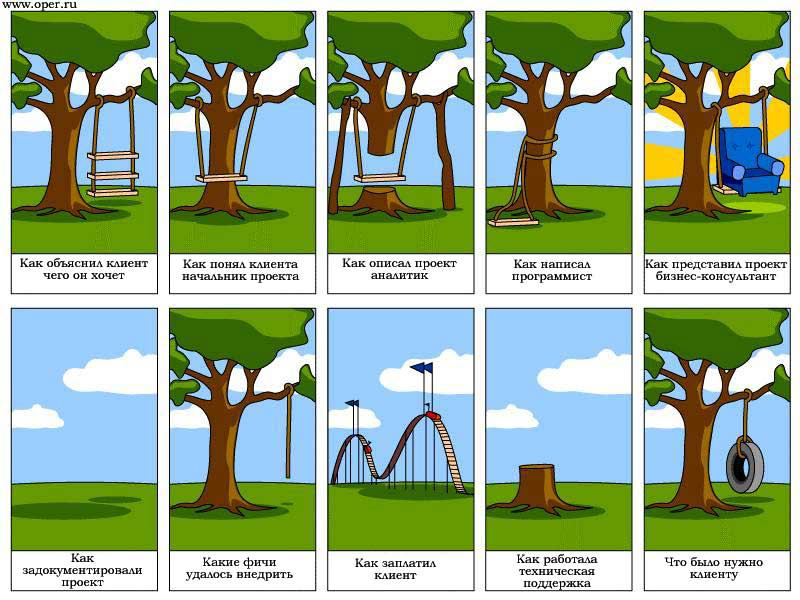 www.oper.ru
Как объяснил клиент
чего он хочет
Как понял клиента
начальник проекта
Как описал проект
аналитик
Как написал
программист
Как представил проект
бизнес-консультант
Как
задокументировали
проект
Какие фичи
удалось внедрить
Как заплатил
клиент
Как работала
техническая
поддержка
Что было нужно
клиенту